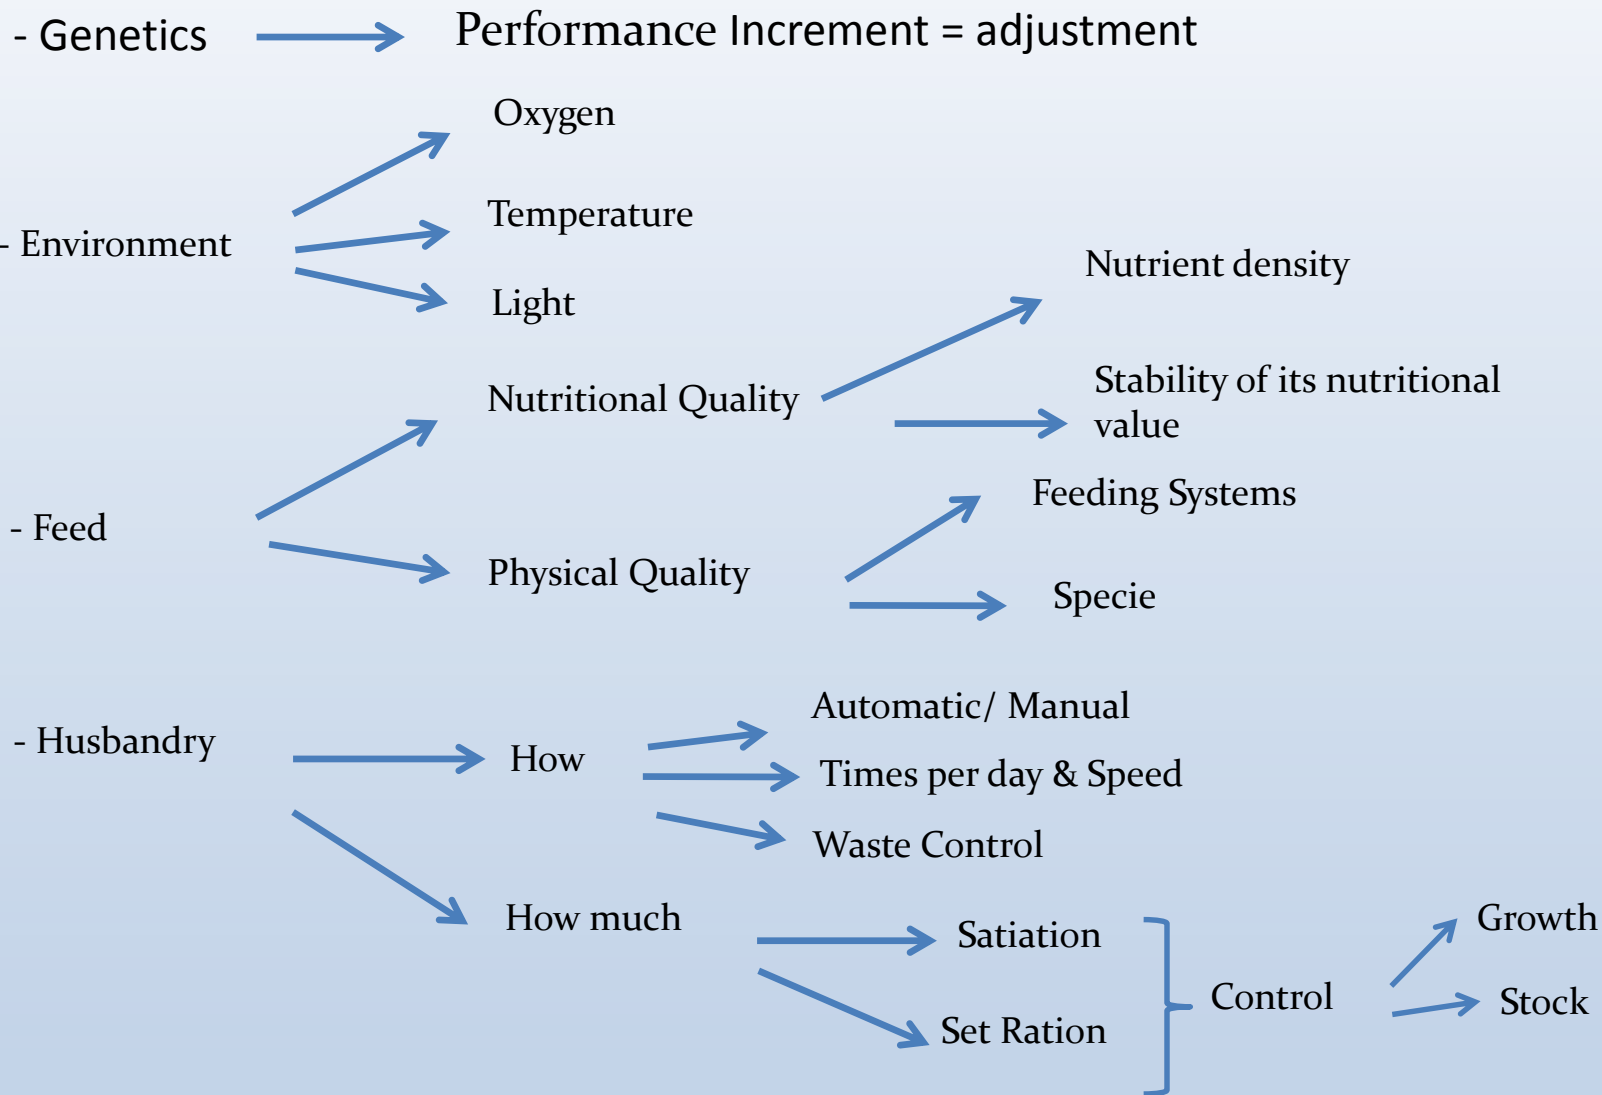 - Genetics
Performance Increment = adjustment
Oxygen
- Environment
Temperature
Light
- Feed
Nutritional Quality
Nutrient density
Stability of its nutritional
value
Physical Quality
Feeding Systems
Specie
- Husbandry
How
Automatic/ Manual
Times per day & Speed
Waste Control
How much
Satiation
Set Ration
Control
Growth
Stock